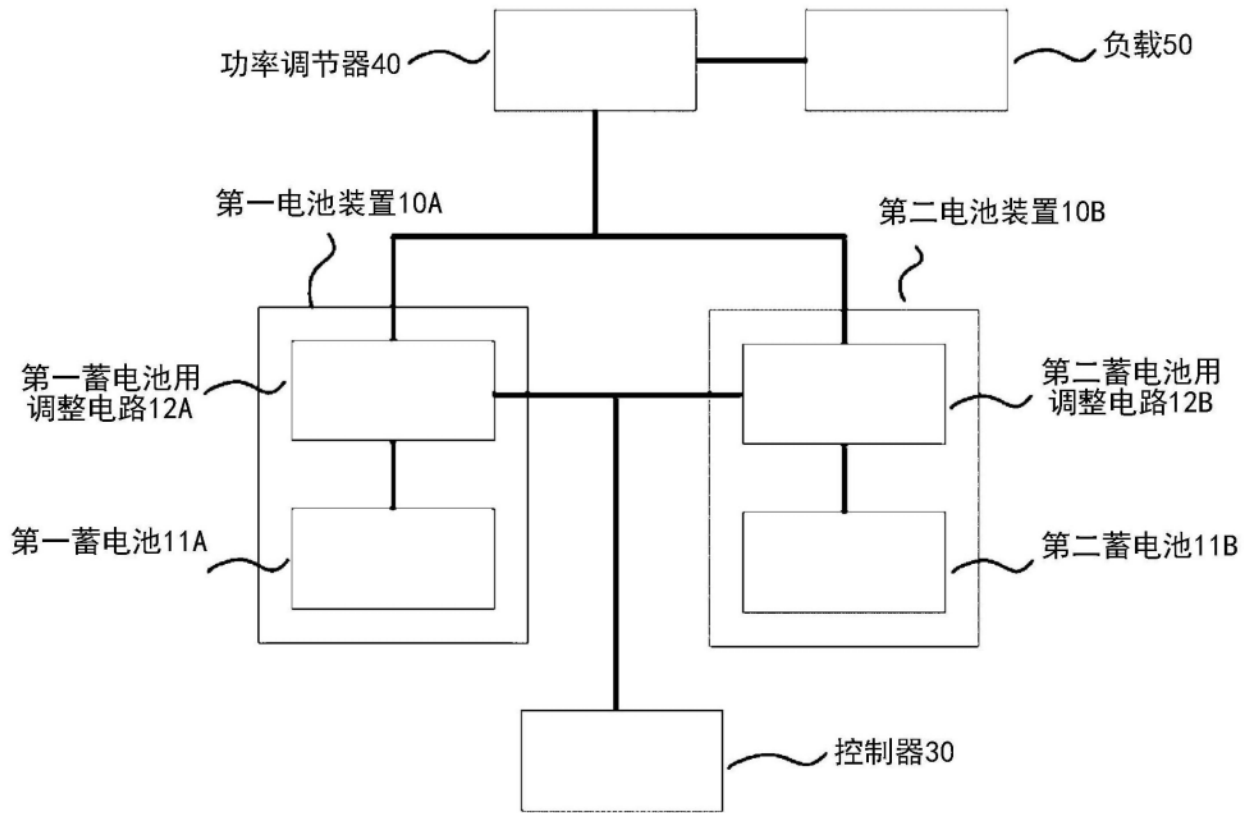 功率调节器40
负载50
第一电池装置10A
第二电池装置10B
第一蓄电池用
调整电路12A
第二蓄电池用
调整电路12B
第一蓄电池11A
第二蓄电池11B
控制器30